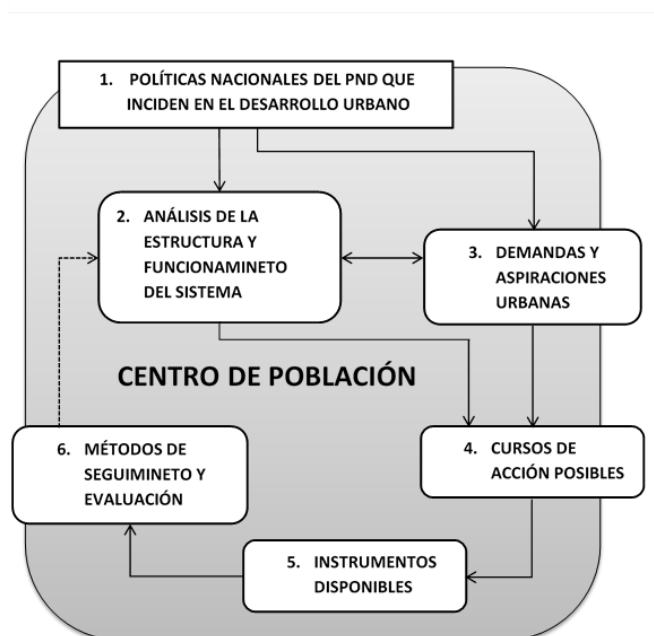 1. POLÍTICAS NACIONALES DEL PND QUE
INCIDEN EN EL DESARROLLO URBANO
2. ANÁLISIS DE LA
ESTRUCTURA Y
FUNCIONAMINETO
DEL SISTEMA
3. DEMANDAS Y
ASPIRACIONES
URBANAS
CENTRO DE POBLACIÓN
4. CURSOS DE
ACCIÓN POSIBLES
5. INSTRUMENTOS
DISPONIBLES
6. MÉTODOS DE
SEGUIMINETO Y
EVALUACIÓN